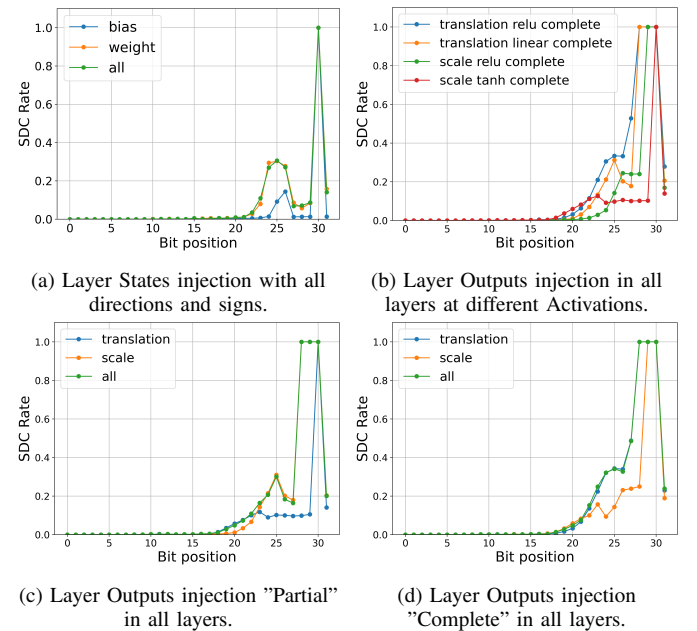 1.0
0.8
0.6
0.4
0.2
0.0
SDC Rate
bias
weight
all
0 5 10 15 20 25 30
Bit position
(a) Layer States injection with all
directions and signs.
1.0
0.8
0.6
0.4
0.2
0.0
SDC Rate
translation relu complete
translation linear complete
scale relu complete
scale tanh complete
0 5 10 15 20 25 30
Bit position
(b) Layer Outputs injection in all
layers at different Activations.
1.0
0.8
0.6
0.4
0.2
0.0
SDC Rate
translation
scale
all
0 5 10 15 20 25 30
Bit position
(c) Layer Outputs injection ”Partial”
in all layers.
1.0
0.8
0.6
0.4
0.2
0.0
SDC Rate
translation
scale
all
0 5 10 15 20 25 30
Bit position
(d) Layer Outputs injection
”Complete” in all layers.